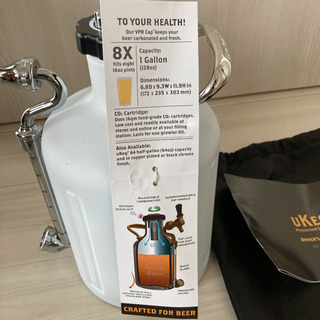 TO YOUR HEALTH!
Our VPR Cap keeps your
beer carbonated and fresh.
8X
fills eight
16oz pints
Capacity:
1 Gallon
(128oz)
Dimensions:
6.8D x 9.3W x 11.9H in
(172 x 235 x 303 mm)
CO₂ Cartridge:
Uses 16gm food-grade CO₂ cartridges.
Low cost and readily available at
stores and online or at your filling
station. Lasts for one growler fill.
Also Available:
uKeg 64 half-gallon (64oz) capacity
and in copper plated or black chrome
finish.
ADJUSTABLE
CARBONATION
CRAFTED FOR BEER
uKeg